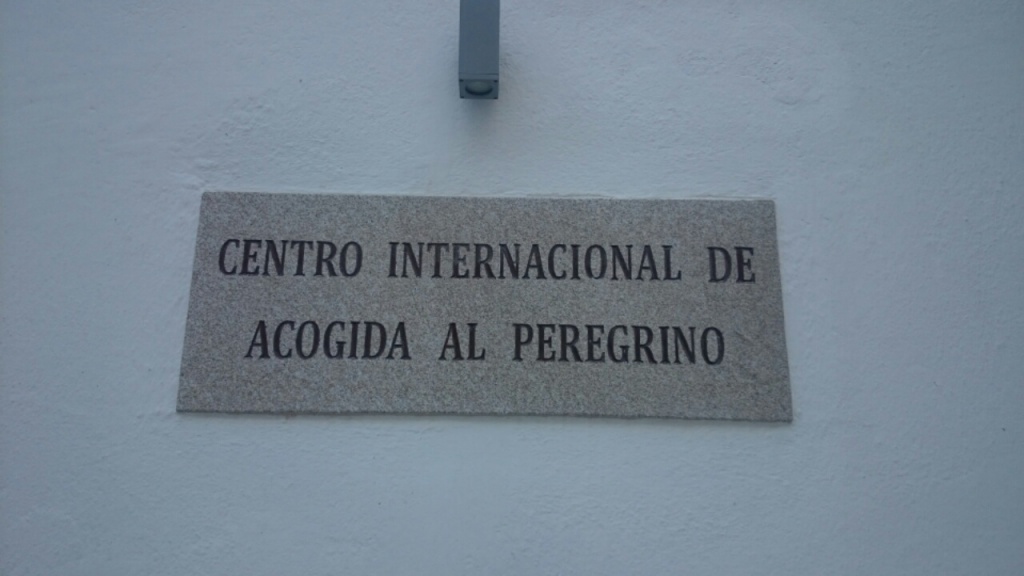 CENTRO INTERNACIONAL DE
ACOGIDA AL PEREGRINO